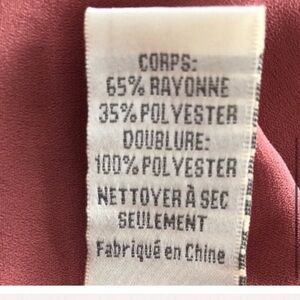 CORPS:
65% RAYONNE
35% POLYESTER
DOUBLURE:
100% POLYESTER
NETTOYER À SEC
SEULEMENT
Fabriqué en Chine